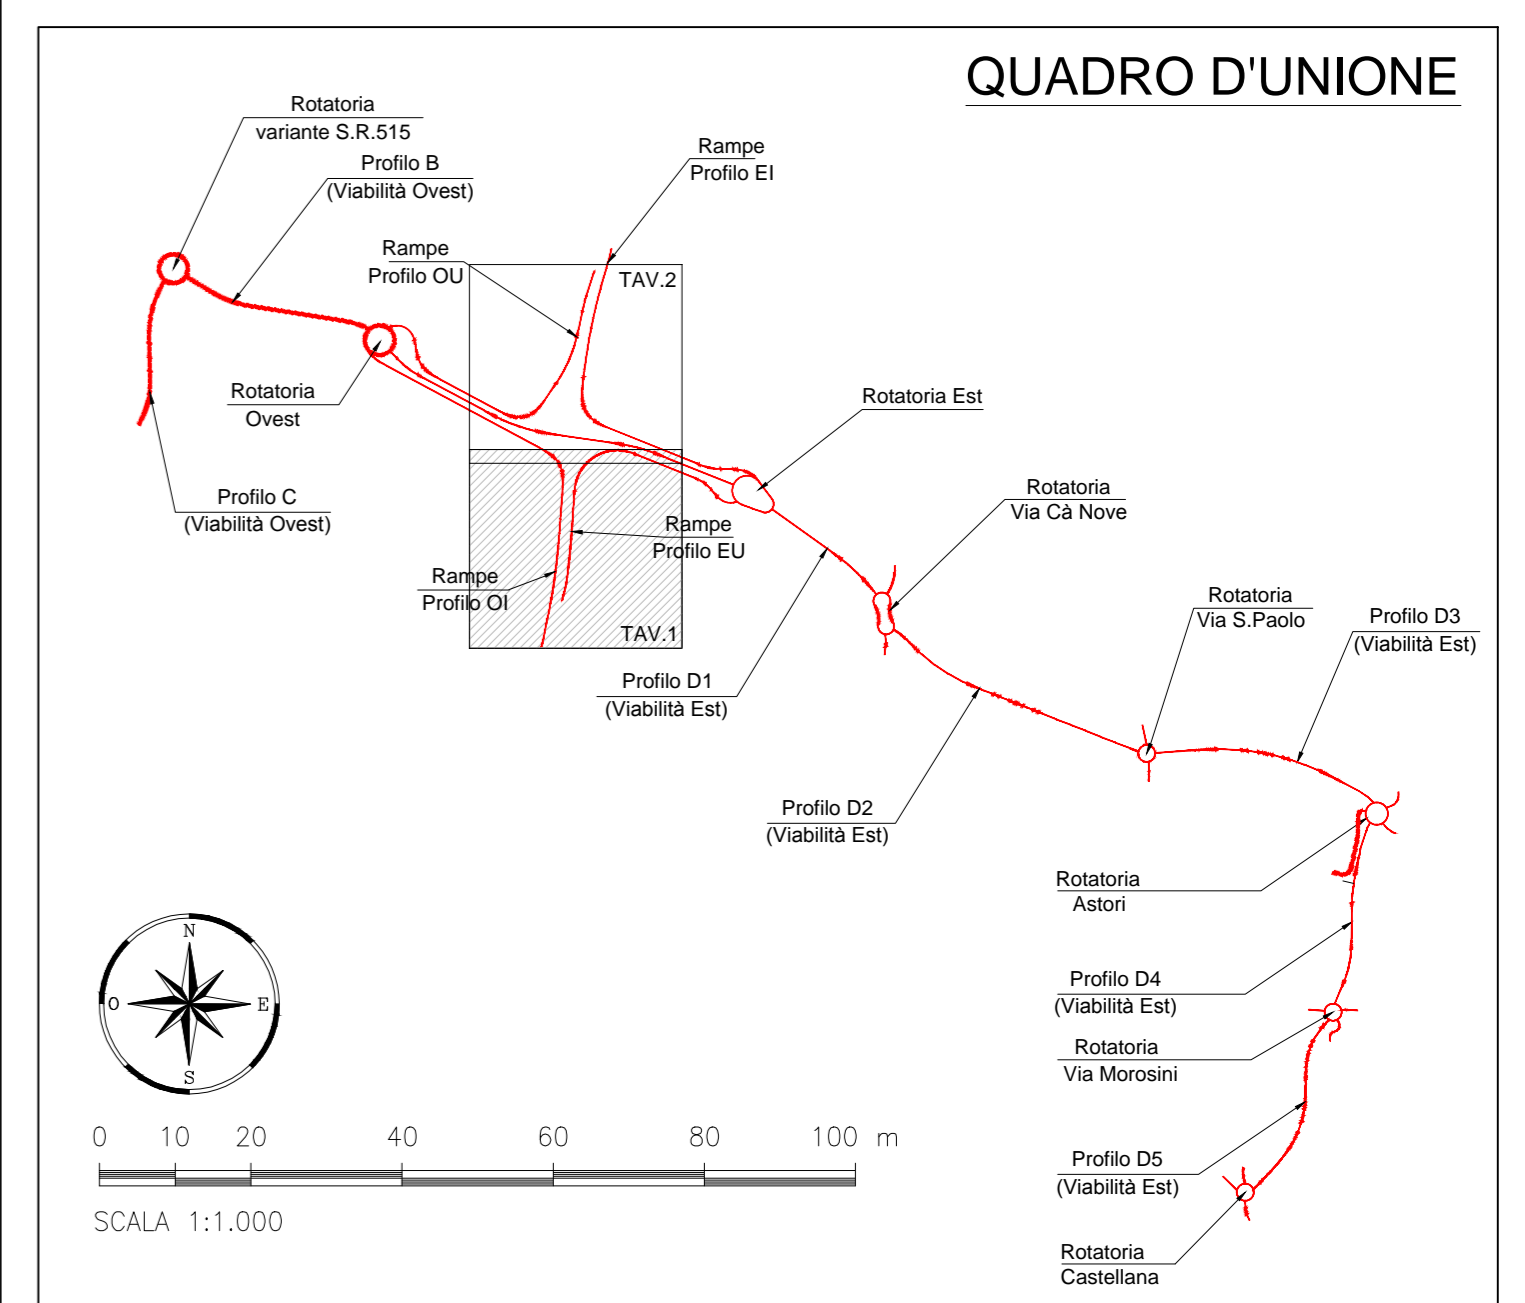 QUADRO D'UNIONE
Rotatoria
variante S.R.515
Profilo B
(Viabilità Ovest)
Rampe
Profilo EI
Rampe
Profilo OU
TAV.2
Rotatoria
Ovest
Rotatoria Est
Profilo C
(Viabilità Ovest)
Rotatoria
Via Cà Nove
Rampe
Profilo EU
Rampe
Profilo OI
TAV.1
Rotatoria
Via S.Paolo
Profilo D3
(Viabilità Est)
Profilo D1
(Viabilità Est)
Profilo D2
(Viabilità Est)
Rotatoria
Astori
Profilo D4
(Viabilità Est)
Rotatoria
Via Morosini
Profilo D5
(Viabilità Est)
Rotatoria
Castellana
N
O E
S
0 10 20 40 60 80 100 m
SCALA 1:1.000